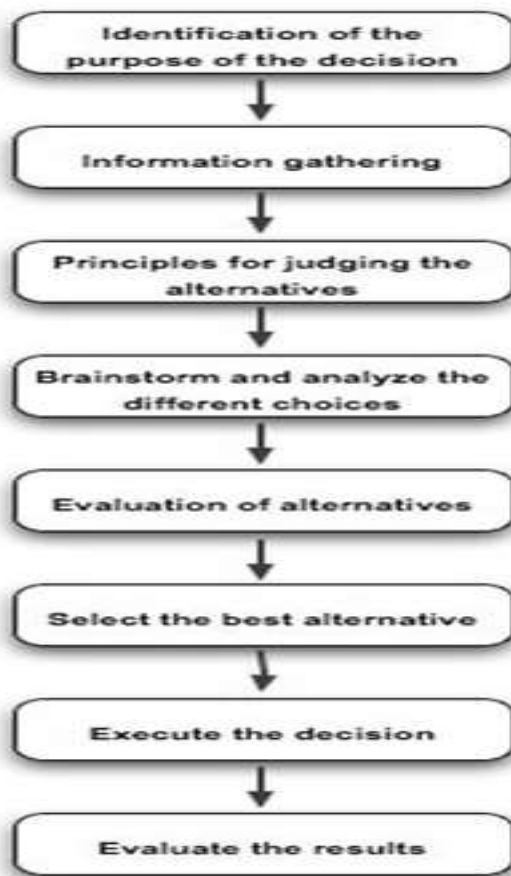 Identification of the
purpose of the decision
Information gathering
Principles for judging the
alternatives
Brainstorm and analyze the
different choices
Evaluation of alternatives
Select the best alternative
Execute the decision
Evaluate the results